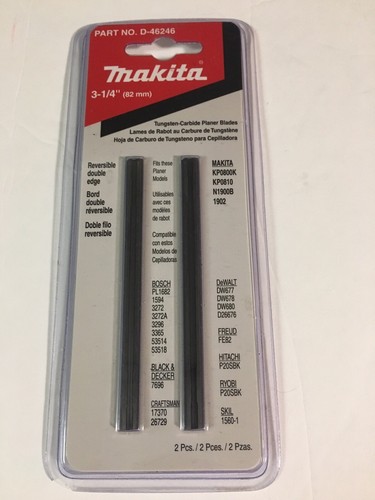 PART NO. D-46246
makita
3-1/4" (82 mm)
Tungsten-Carbide Planer Blades
Lames de Rabot au Carbure de Tungstène
Hoja de Carburo de Tungsteno para Cepilladora
Reversible
double
edge
Bord
double
réversible
Doble filo
reversible
Fits these
Planer
Models
Utilisables
avec ces
modèles
de rabot
Compatible
con estos
Modelos de
Cepilladoras
MAKITA
KP0800K
KP0810
N1900B
1902
BOSCH
PL1682
1594
3272
3272A
3296
3365
53514
53518
BLACK &
DECKER
7696
CRAFTSMAN
17370
26729
DeWALT
DW677
DW678
DW680
D26676
FREUD
FE82
HITACHI
P20SBK
RYOBI
P20SBK
SKIL
1560-1
2 Pcs. / 2 Pces. / 2 Pzas.